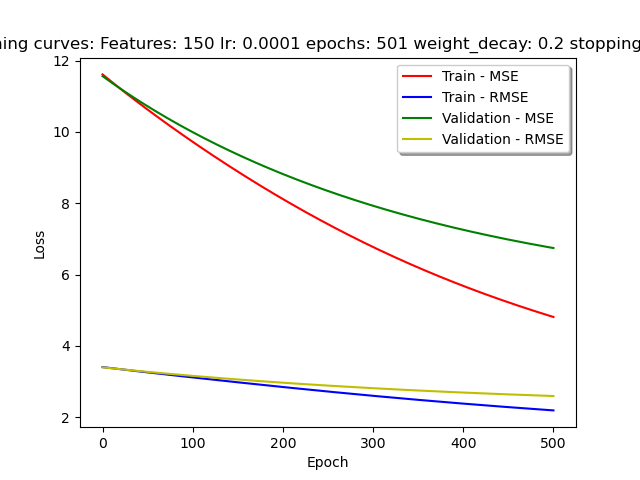 curves: Features: 150 lr: 0.0001 epochs: 501 weight_decay: 0.2 stopping
12
10
8
6
4
2
Loss
Train - MSE
Train - RMSE
Validation - MSE
Validation - RMSE
0
100
200
300
400
500
Epoch